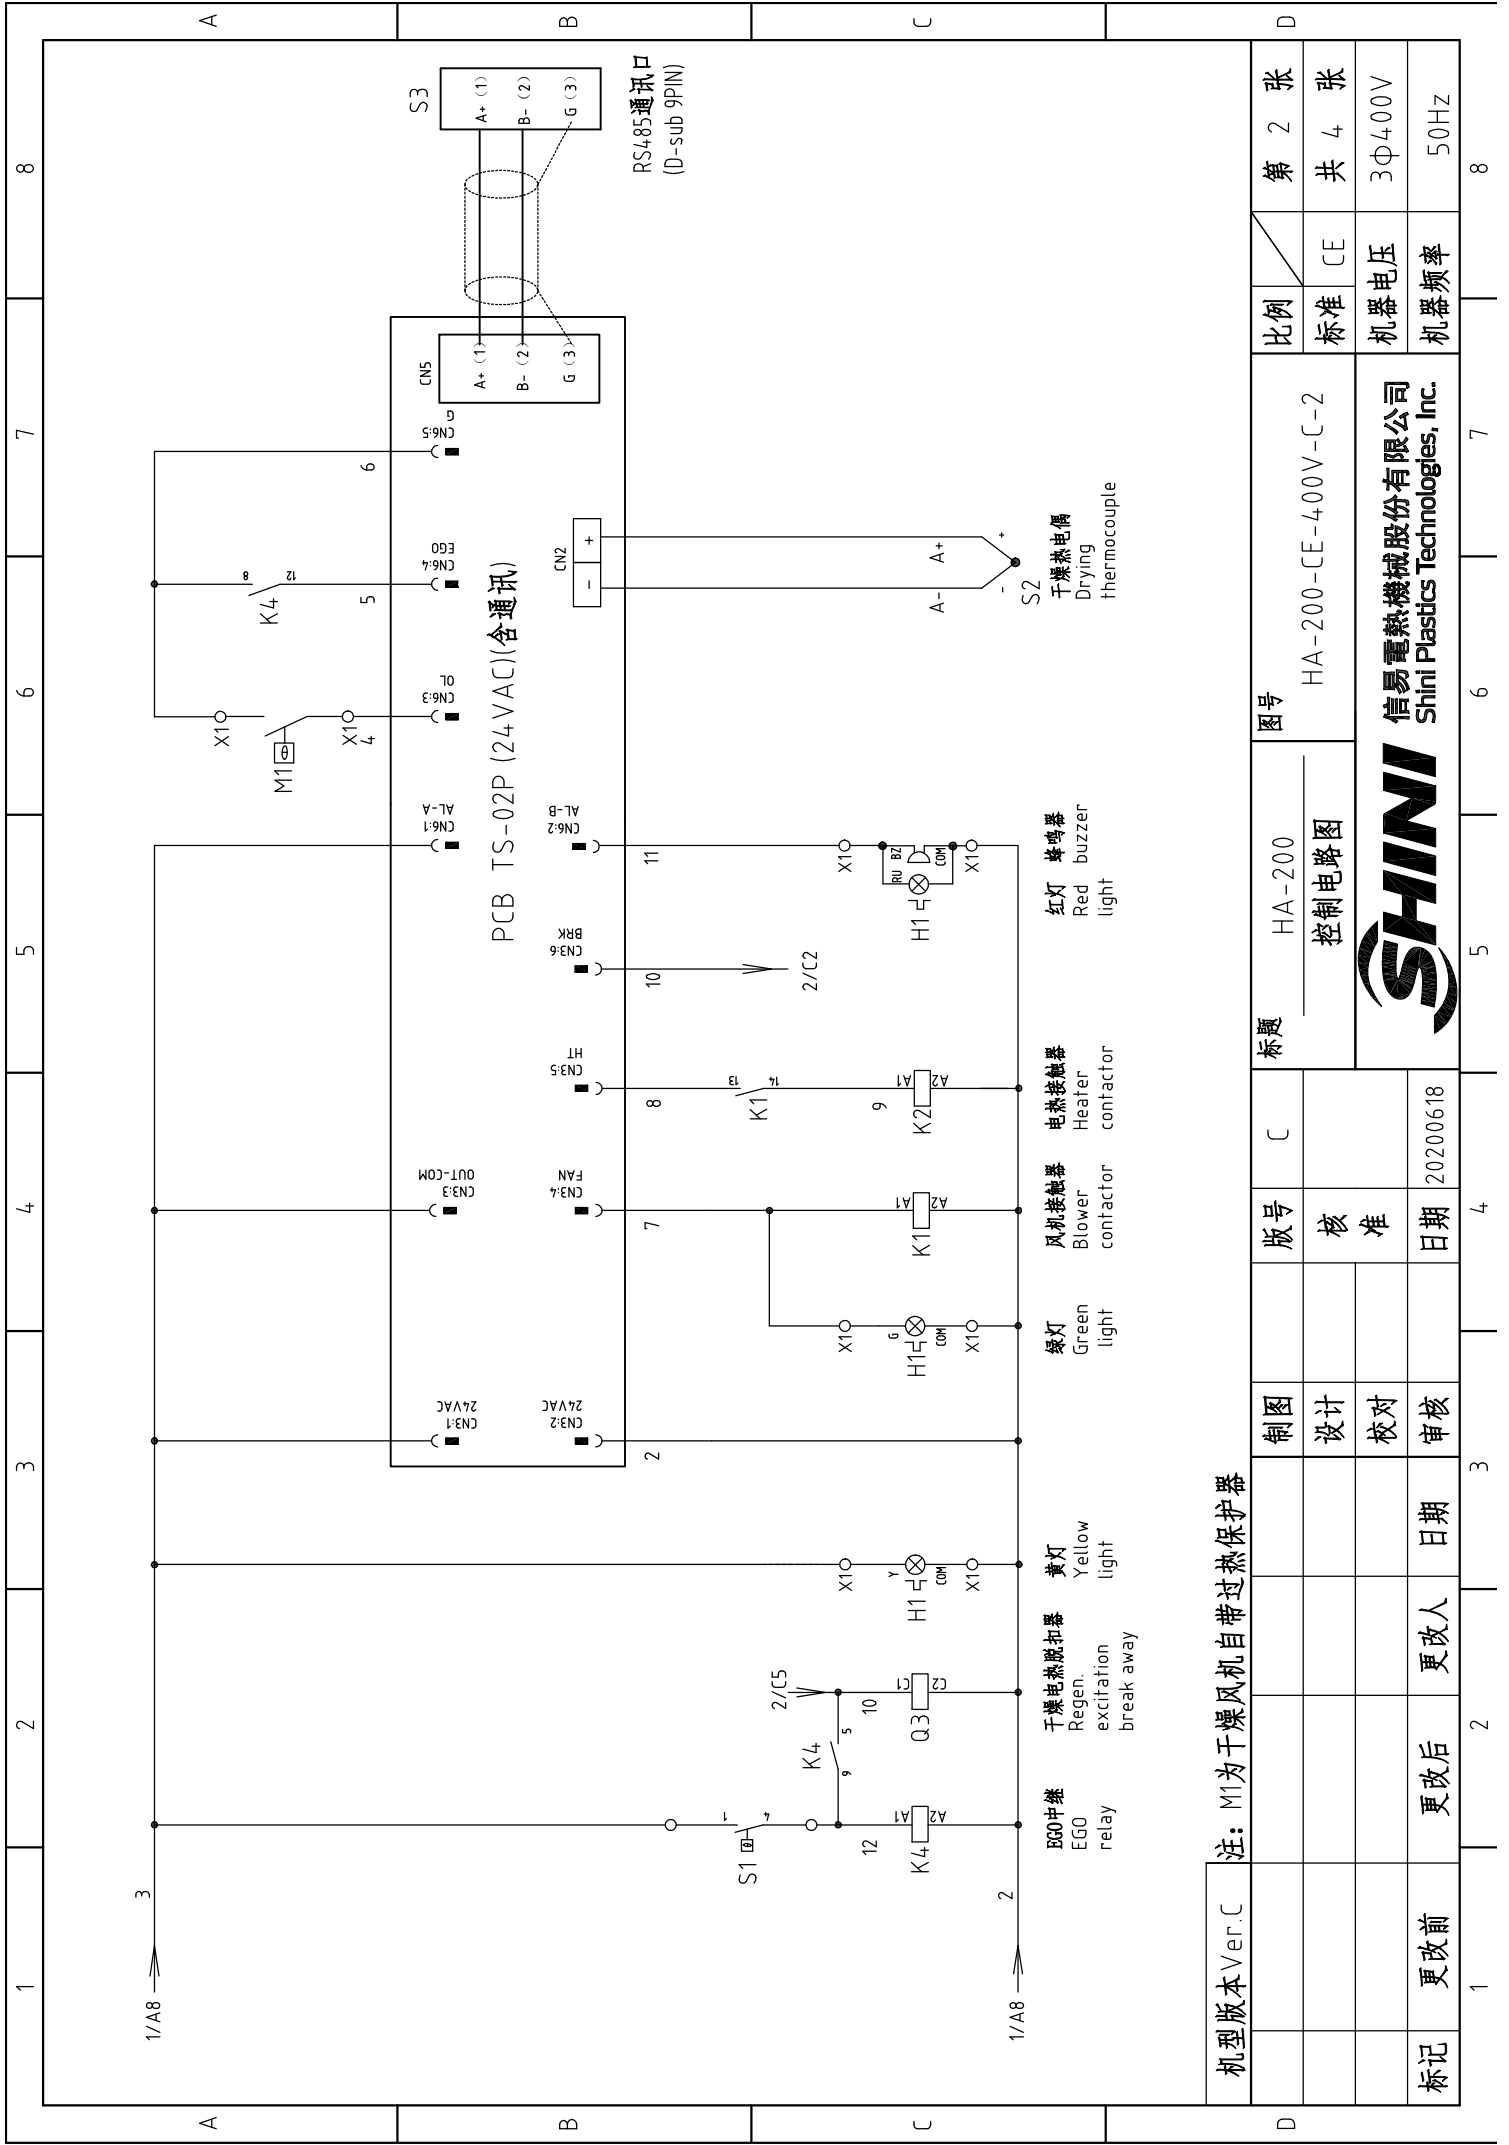 1
2
3
4
5
6
7
8
A
B
C
D
A
B
C
D
1/A8
3
1/A8
2
S1
θ
1
4
12
K4
A1
A2
EGO中继
EGO
relay
K4
9
5
2/C5
10
Q3
C1
C2
干燥电热脱扣器
Regen.
excitation
break away
X1
Y
H1
COM
X1
黄灯
Yellow
light
CN3:1
24VAC
CN3:2
24VAC
2
X1
G
H1
COM
X1
绿灯
Green
light
CN3:3
OUT-COM
CN3:4
FAN
7
K1
A1
A2
风机接触器
Blower
contactor
CN3:5
HT
8
K1
13
14
9
K2
A1
A2
电热接触器
Heater
contactor
CN3:6
BRK
10
2/C2
CN6:1
AL-A
CN6:2
AL-B
11
X1
RU
BZ
H1
COM
X1
红灯
Red
light
蜂鸣器
buzzer
PCB TS-02P (24VAC)(含通讯)
X1
M1
θ
X1
4
CN6:3
OL
K4
8
12
5
CN6:4
EGO
6
CN6:5
G
CN2
-
+
A-
A+
-
+
S2
干燥热电偶
Drying
thermocouple
CN5
A+ (1)
B- (2)
G (3)
S3
A+ (1)
B- (2)
G (3)
RS485通讯口
(D-sub 9PIN)
机型版本Ver.C
注: M1为干燥风机自带过热保护器
标记
更改前
更改后
更改人
日期
制图
设计
校对
审核
版号
C
核
准
日期
20200618
标题
HA-200
控制电路图
图号
HA-200-CE-400V-C-2
SHINI
信易電熱機械股份有限公司
Shini Plastics Technologies, Inc.
比例
第 2 张
标准
CE
共 4 张
机器电压
3Φ400V
机器频率
50Hz
1
2
3
4
5
6
7
8